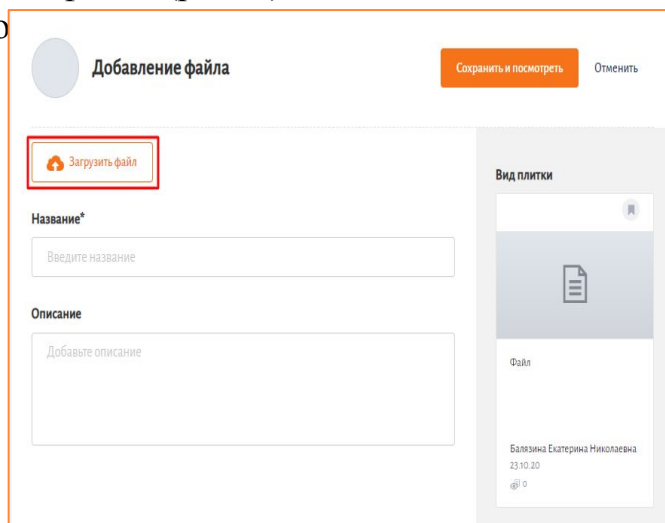 Добавление файла
Сохранить и посмотреть
Отменить
Загрузить файл
Вид плитки
Название*
Введите название
Описание
Добавьте описание
Файл
Балязина Екатерина Николаевна
23.10.20
0